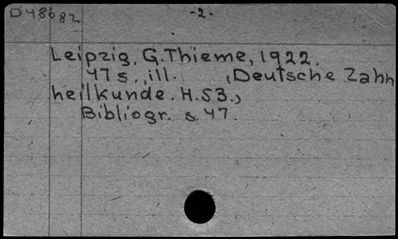 D48682 -2-
Leipzig, G.Thieme, 1922.
47 s., ill. , Deutsche Zahn
heilkunde. H.53.,
Bibliogr. s. 47.